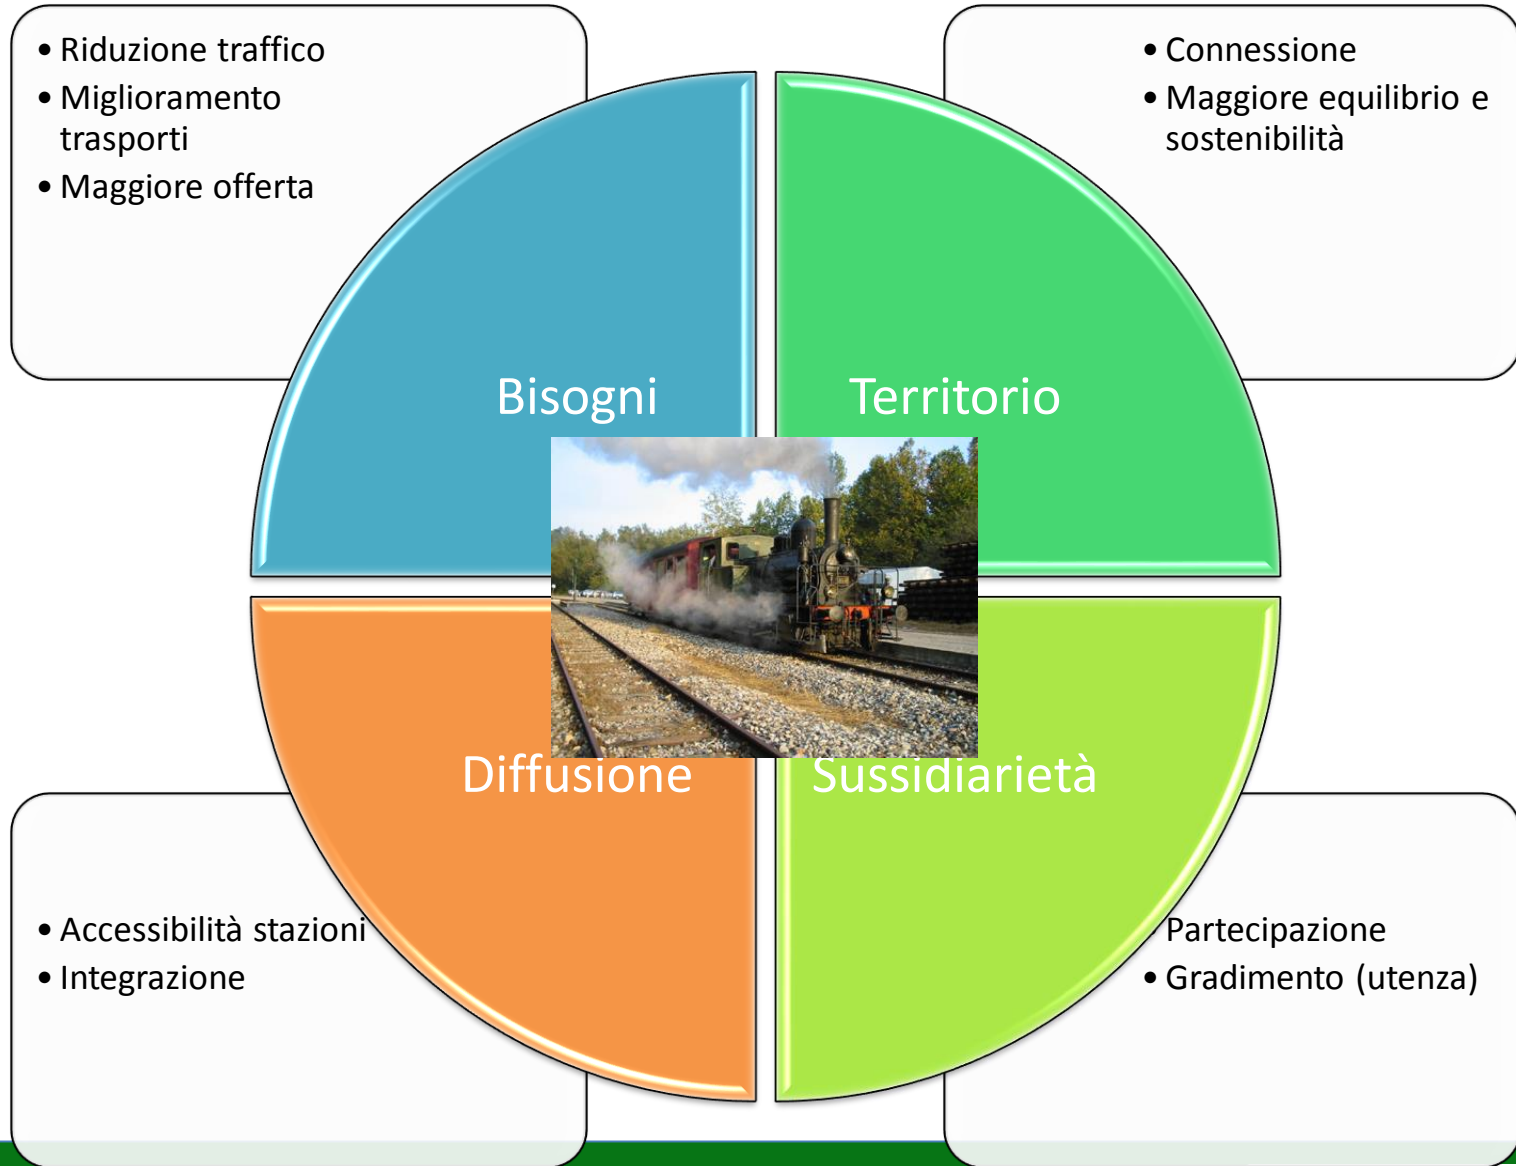 • Riduzione traffico
• Miglioramento
trasporti
• Maggiore offerta
• Connessione
• Maggiore equilibrio e
sostenibilità
Bisogni
Territorio
Diffusione
Sussidiarietà
• Accessibilità stazioni
• Integrazione
Partecipazione
• Gradimento (utenza)